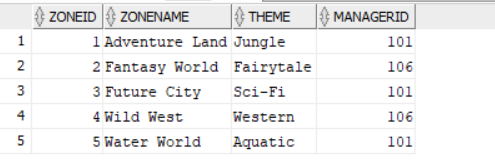 ZONEID ZONENAME THEME MANAGERID
1 1 Adventure Land Jungle 101
2 2 Fantasy World Fairytale 106
3 3 Future City Sci-Fi 101
4 4 Wild West Western 106
5 5 Water World Aquatic 101